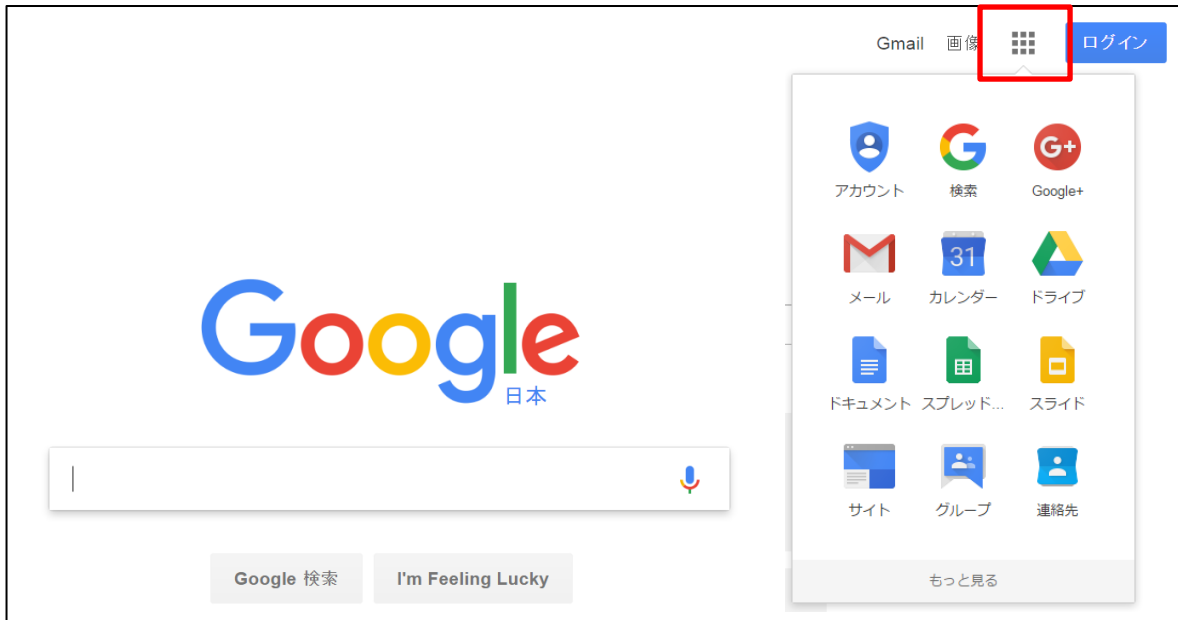 Gmail 画像 ログイン
アカウント 検索 Google+
メール 31 カレンダー ドライブ
Google
日本
ドキュメント スプレッド... スライド
サイト グループ 連絡先
Google 検索 I'm Feeling Lucky
もっと見る